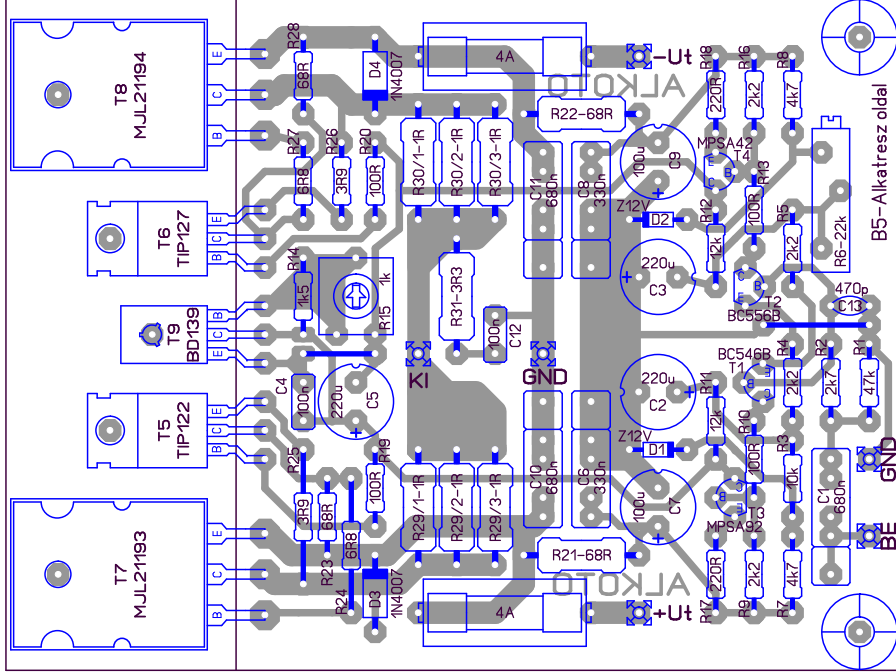 R28
68R
D4
1N4007
4A
-Ut
ALKOTO
R18
220R
R16
2k2
R8
4k7
T8
MJL21194
E
C
B
R27
6R8
R26
3R9
R20
100R
R30/1-1R
R30/2-1R
R30/3-1R
R22-68R
C11
680n
C8
330n
100u
C9
MPSA42
T4
E
C
B
R13
100R
R12
12k
R5
2k2
R6-22k
B5-Alkatresz oldal
T6
TIP127
E
C
B
Z12V
D2
220u
C3
R14
1k5
1k
R15
R31-3R3
100n
C12
B
C
E
T2
BC556B
470p
C13
T9
BD139
B
C
E
KI
GND
C4
100n
220u
C5
220u
C2
BC546B
T1
B
C
E
R11
12k
R4
2k2
R2
2k7
R1
47k
T5
TIP122
E
C
B
R25
3R9
68R
R23
6R8
R24
R19
100R
R29/1-1R
R29/2-1R
R29/3-1R
C10
680n
C6
330n
Z12V
D1
100u
C7
R10
100R
R3
10k
C1
680n
GND
BE
B
C
E
T3
MPSA92
T7
MJL21193
E
C
B
D3
1N4007
R21-68R
ALKOTO
4A
+Ut
R17
220R
R9
2k2
R7
4k7